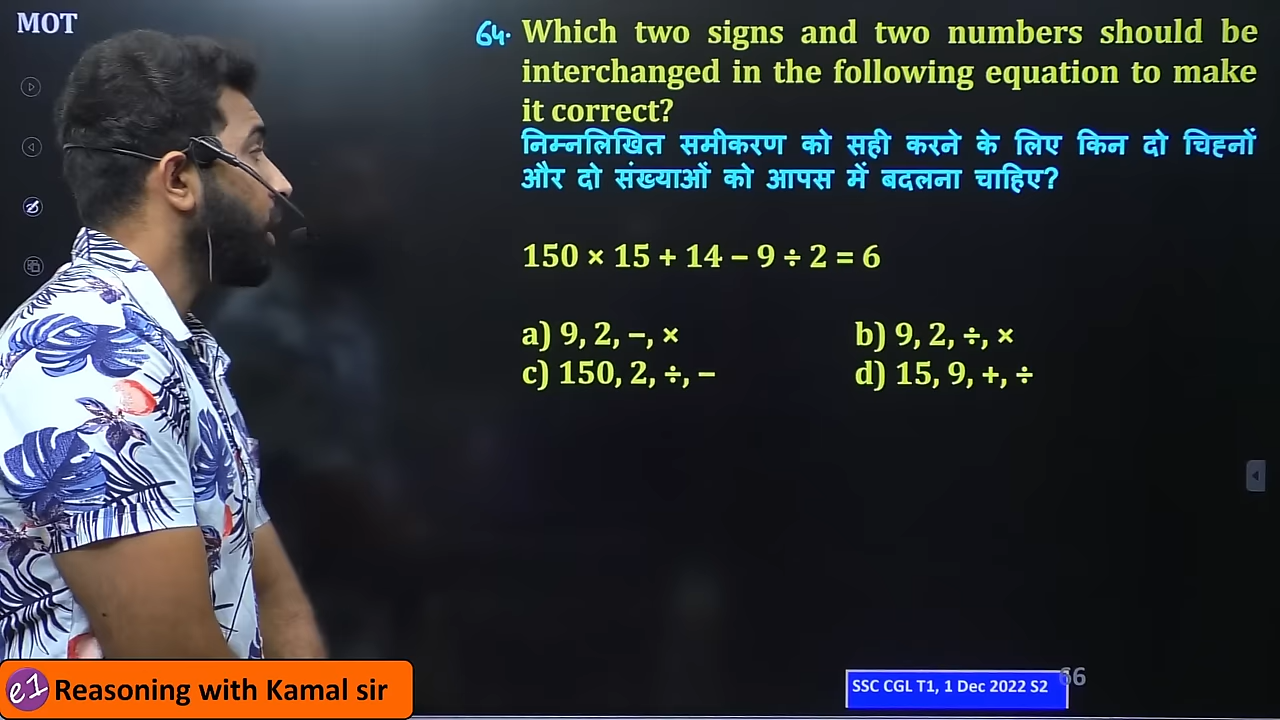 MOT
64. Which two signs and two numbers should be
interchanged in the following equation to make
it correct?
निम्नलिखित समीकरण को सही करने के लिए किन दो चिह्नों
और दो संख्याओं को आपस में बदलना चाहिए?
150 × 15 + 14 − 9 ÷ 2 = 6
a) 9, 2, −, × b) 9, 2, ÷, ×
c) 150, 2, ÷, − d) 15, 9, +, ÷
e1 Reasoning with Kamal sir
SSC CGL T1, 1 Dec 2022 S2
66